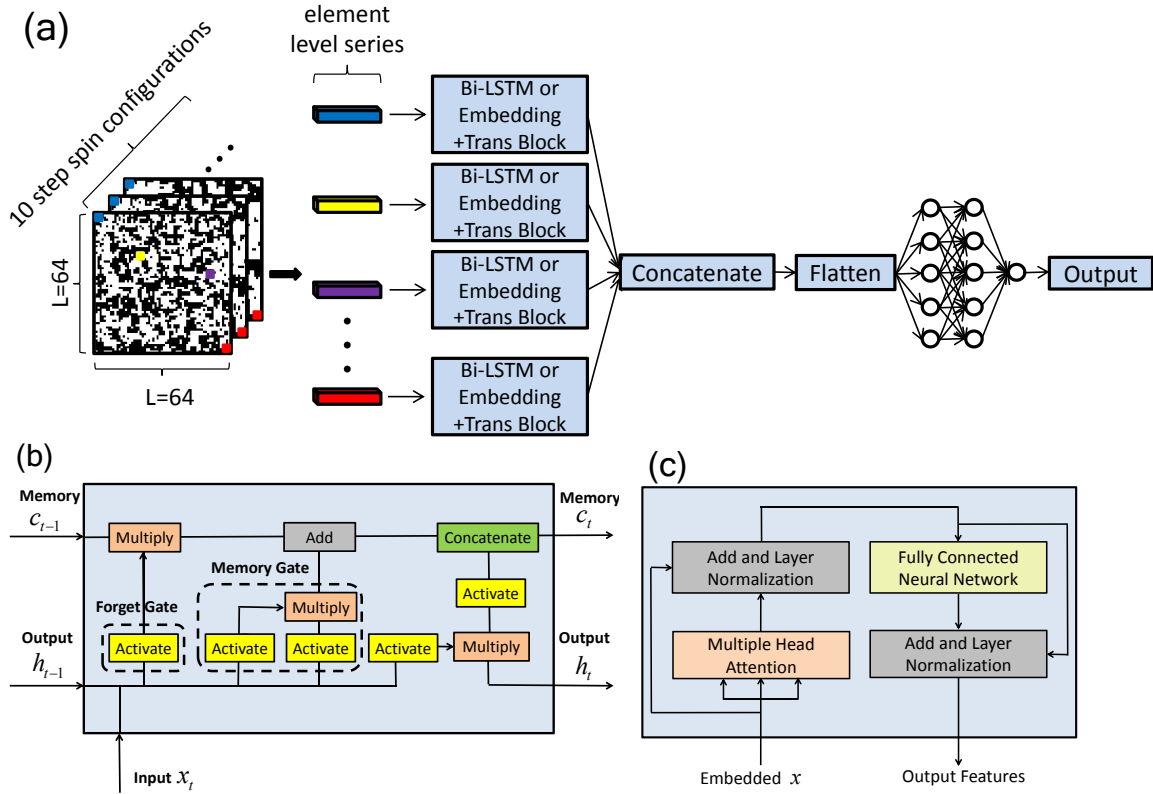 (a)
10 step spin configurations
L=64
L=64
element
level series
Bi-LSTM or
Embedding
+Trans Block
Bi-LSTM or
Embedding
+Trans Block
Bi-LSTM or
Embedding
+Trans Block
Bi-LSTM or
Embedding
+Trans Block
Concatenate
Flatten
Output
(b)
Memory
c_{t-1}
Multiply
Add
Concatenate
Memory
c_t
Memory Gate
Multiply
Activate
Forget Gate
Activate
Activate
Activate
Activate
Multiply
Output
h_{t-1}
Output
h_t
Input x_t
(c)
Add and Layer
Normalization
Fully Connected
Neural Network
Multiple Head
Attention
Add and Layer
Normalization
Embedded x
Output Features